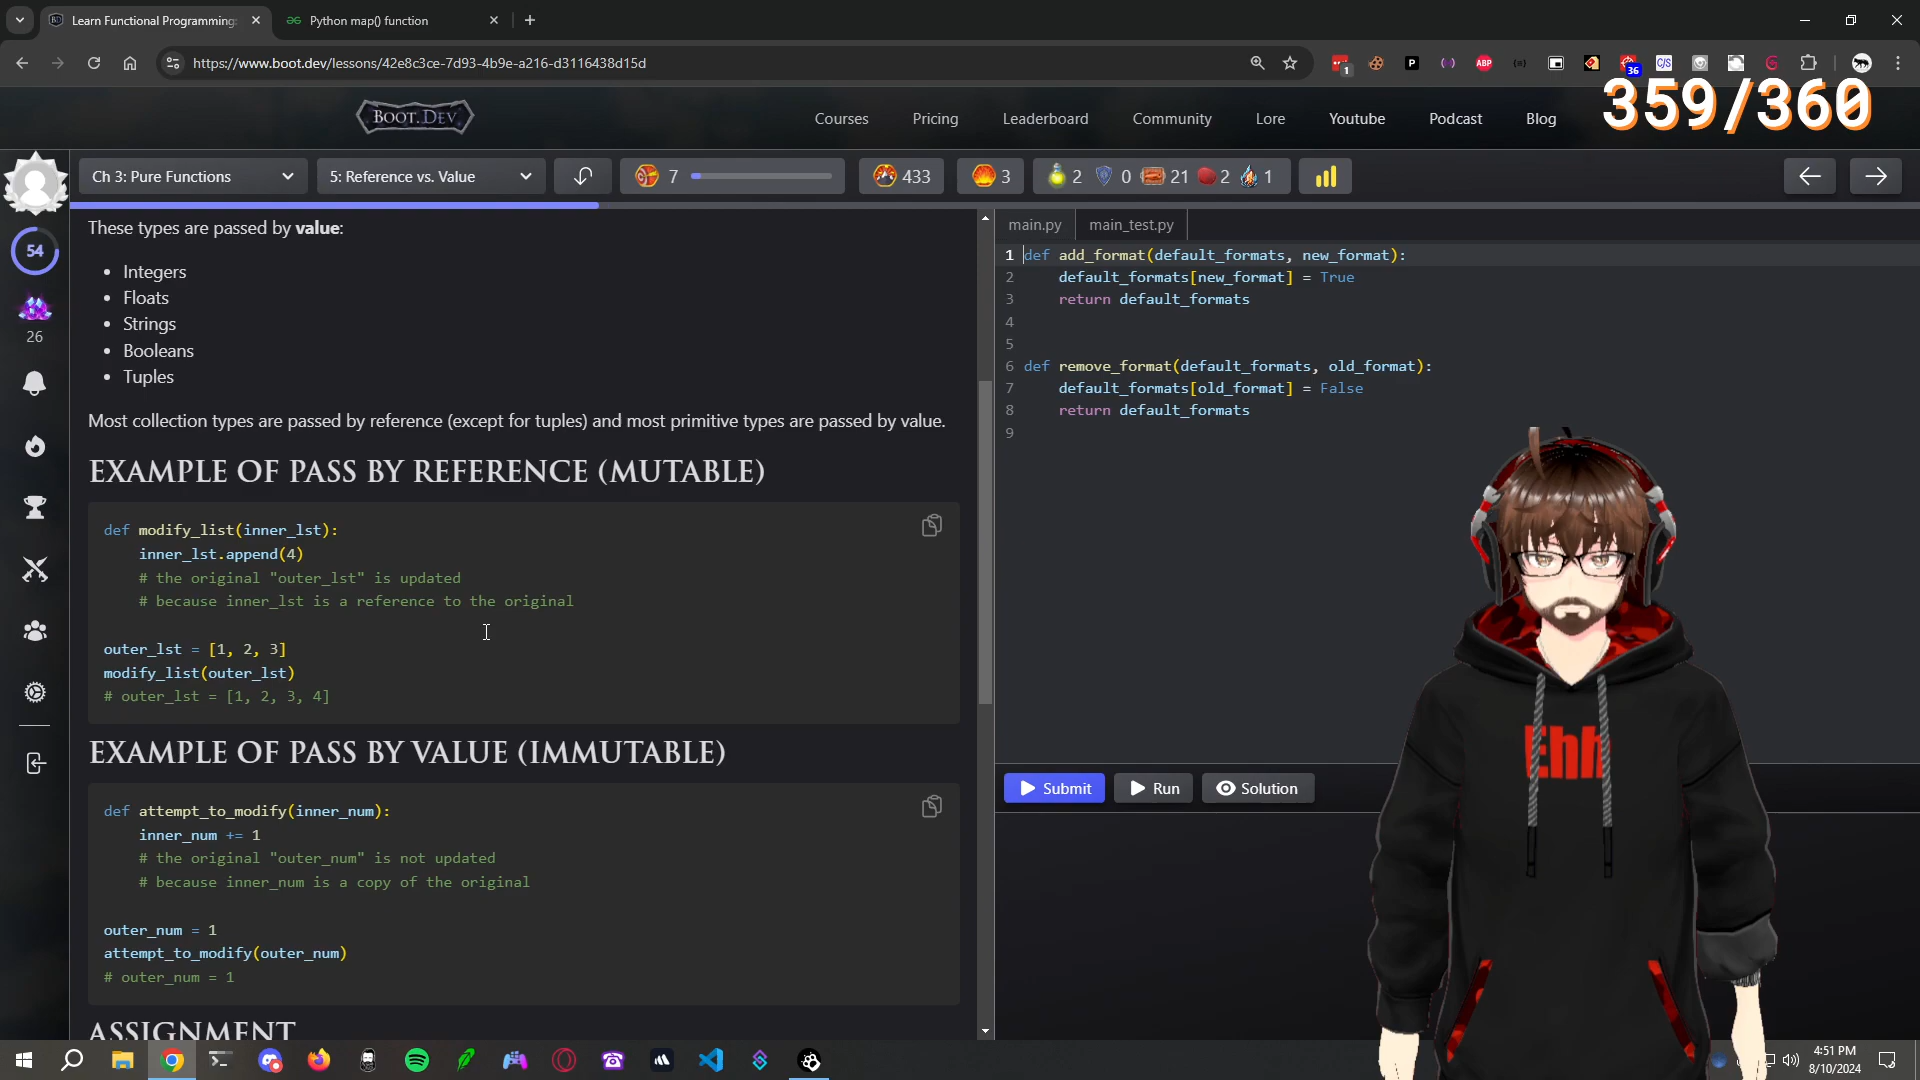 Learn Functional Programming:
Python map() function
https://www.boot.dev/lessons/42e8c3ce-7d93-4b9e-a216-d3116438d15d
1
P
ABP
36
359/360
BOOT.DEV
Courses
Pricing
Leaderboard
Community
Lore
Youtube
Podcast
Blog
Ch 3: Pure Functions
5: Reference vs. Value
7
433
3
2
0
21
2
1
54
26
These types are passed by value:
• Integers
• Floats
• Strings
• Booleans
• Tuples
Most collection types are passed by reference (except for tuples) and most primitive types are passed by value.
EXAMPLE OF PASS BY REFERENCE (MUTABLE)
def modify_list(inner_lst):
inner_lst.append(4)
# the original "outer_lst" is updated
# because inner_lst is a reference to the original
outer_lst = [1, 2, 3]
modify_list(outer_lst)
# outer_lst = [1, 2, 3, 4]
EXAMPLE OF PASS BY VALUE (IMMUTABLE)
def attempt_to_modify(inner_num):
inner_num += 1
# the original "outer_num" is not updated
# because inner_num is a copy of the original
outer_num = 1
attempt_to_modify(outer_num)
# outer_num = 1
ASSIGNMENT
main.py
main_test.py
1 def add_format(default_formats, new_format):
2 default_formats[new_format] = True
3 return default_formats
4
5
6 def remove_format(default_formats, old_format):
7 default_formats[old_format] = False
8 return default_formats
9
Submit
Run
Solution
Ehh
4:51 PM
8/10/2024